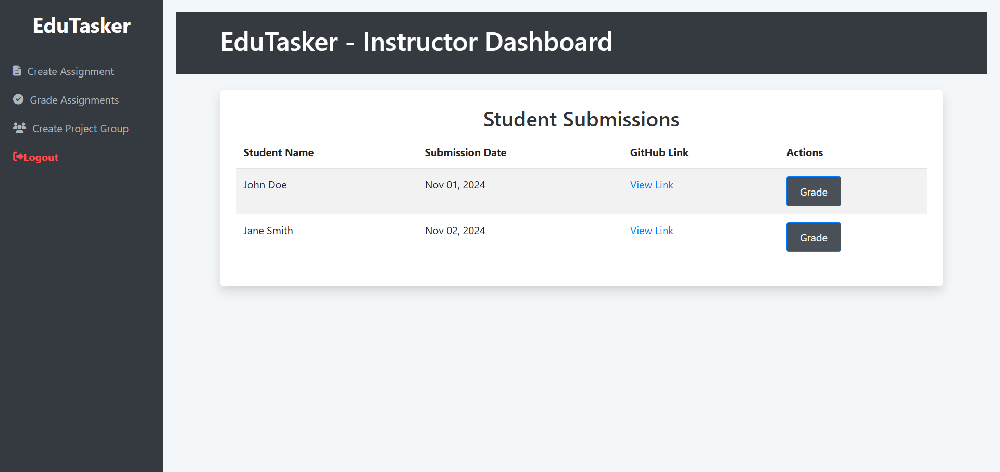 EduTasker
Create Assignment
Grade Assignments
Create Project Group
Logout
EduTasker - Instructor Dashboard
Student Submissions
Student Name Submission Date GitHub Link Actions
John Doe Nov 01, 2024 View Link Grade
Jane Smith Nov 02, 2024 View Link Grade